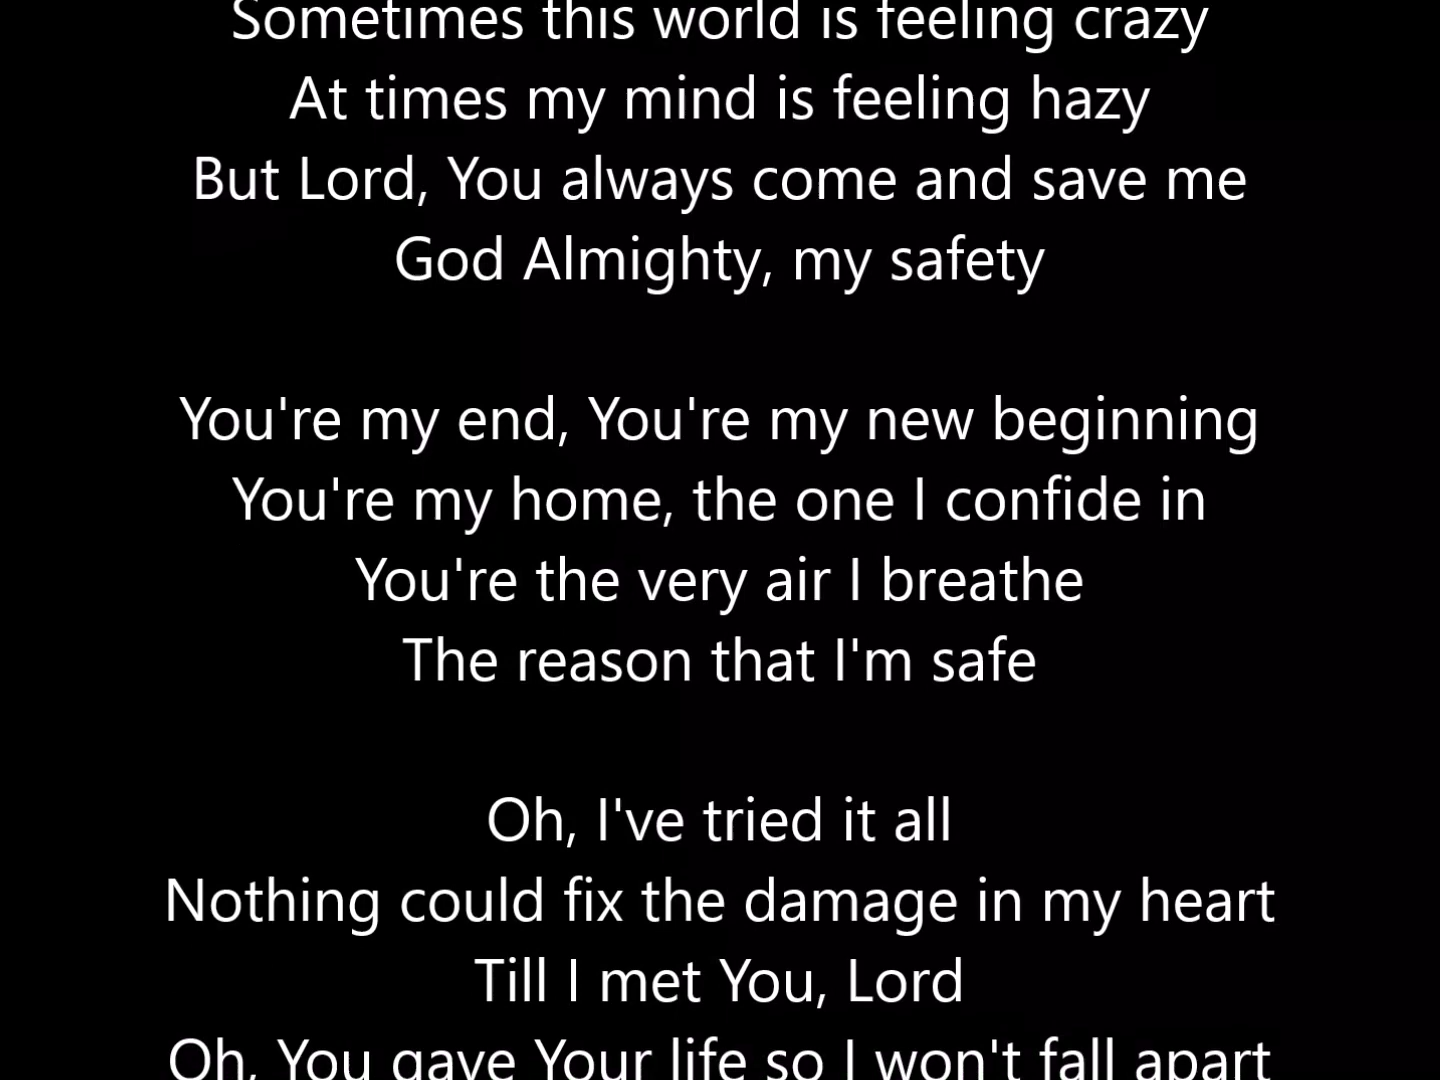 Sometimes this world is feeling crazy
At times my mind is feeling hazy
But Lord, You always come and save me
God Almighty, my safety
You're my end, You're my new beginning
You're my home, the one I confide in
You're the very air I breathe
The reason that I'm safe
Oh, I've tried it all
Nothing could fix the damage in my heart
Till I met You, Lord
Oh, You gave Your life so I won't fall apart